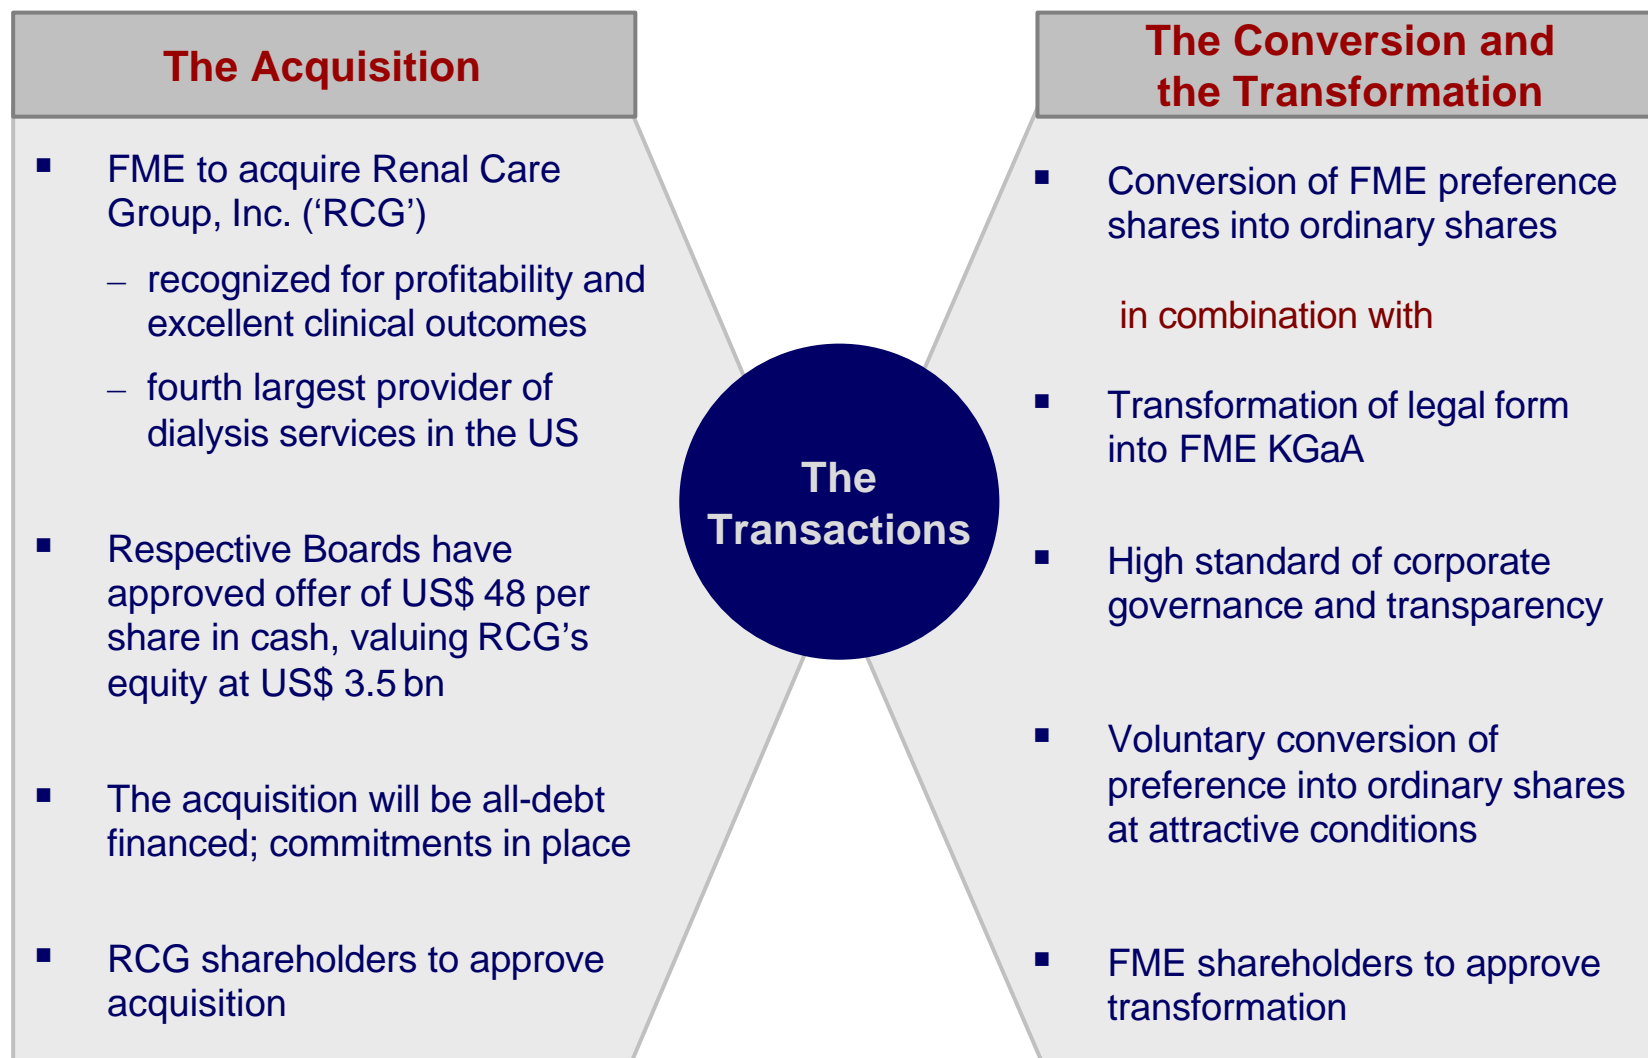 The Acquisition
▪ FME to acquire Renal Care
Group, Inc. (‘RCG’)
– recognized for profitability and
excellent clinical outcomes
– fourth largest provider of
dialysis services in the US
▪ Respective Boards have
approved offer of US$ 48 per
share in cash, valuing RCG’s
equity at US$ 3.5 bn
▪ The acquisition will be all-debt
financed; commitments in place
▪ RCG shareholders to approve
acquisition
The
Transactions
The Conversion and
the Transformation
▪ Conversion of FME preference
shares into ordinary shares
in combination with
▪ Transformation of legal form
into FME KGaA
▪ High standard of corporate
governance and transparency
▪ Voluntary conversion of
preference into ordinary shares
at attractive conditions
▪ FME shareholders to approve
transformation